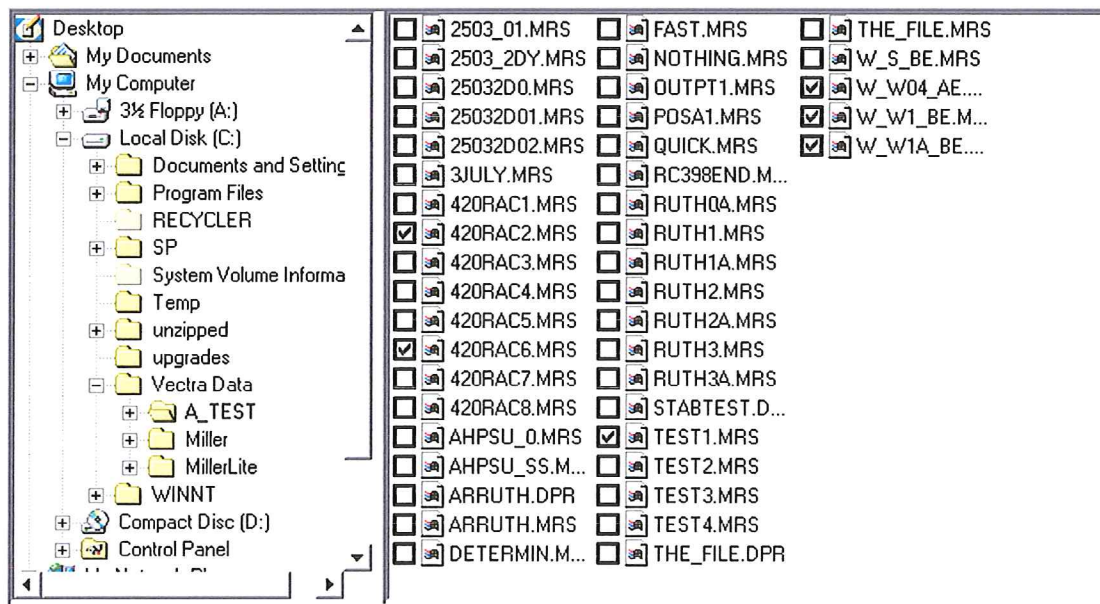 Desktop
My Documents
My Computer
3½ Floppy (A:)
Local Disk (C:)
Documents and Setting
Program Files
RECYCLER
SP
System Volume Informa
Temp
unzipped
upgrades
Vectra Data
A_TEST
Miller
MillerLite
WINNT
Compact Disc (D:)
Control Panel
2503_01.MRS
2503_2DY.MRS
25032D0.MRS
25032D01.MRS
25032D02.MRS
3JULY.MRS
420RAC1.MRS
420RAC2.MRS
420RAC3.MRS
420RAC4.MRS
420RAC5.MRS
420RAC6.MRS
420RAC7.MRS
420RAC8.MRS
AHPSU_0.MRS
AHPSU_SS.M...
ARRUTH.DPR
ARRUTH.MRS
DETERMIN.M...
FAST.MRS
NOTHING.MRS
OUTPT1.MRS
POSA1.MRS
QUICK.MRS
RC398END.M...
RUTH0A.MRS
RUTH1.MRS
RUTH1A.MRS
RUTH2.MRS
RUTH2A.MRS
RUTH3.MRS
RUTH3A.MRS
STABTEST.D...
TEST1.MRS
TEST2.MRS
TEST3.MRS
TEST4.MRS
THE_FILE.DPR
THE_FILE.MRS
W_S_BE.MRS
W_W04_AE....
W_W1_BE.M...
W_W1A_BE....